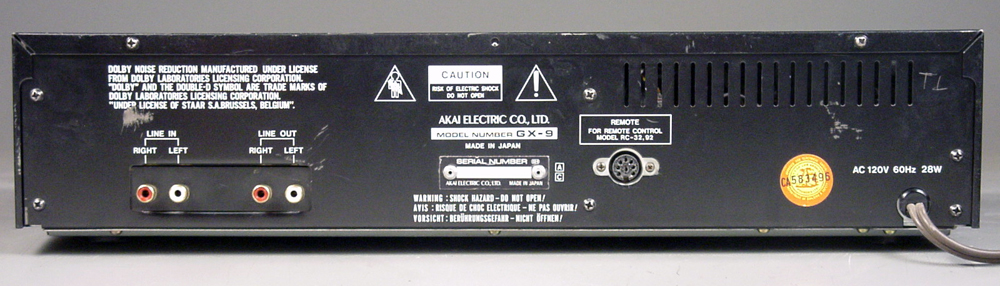 DOLBY NOISE REDUCTION MANUFACTURED UNDER LICENSE
FROM DOLBY LABORATORIES LICENSING CORPORATION.
"DOLBY" AND THE DOUBLE-D SYMBOL ARE TRADE MARKS OF
DOLBY LABORATORIES LICENSING CORPORATION.
"UNDER LICENSE OF STAAR S.A.BRUSSELS, BELGIUM".
LINE IN
RIGHT LEFT
LINE OUT
RIGHT LEFT
CAUTION
RISK OF ELECTRIC SHOCK
DO NOT OPEN
AKAI ELECTRIC CO., LTD.
MODEL NUMBER GX-9
MADE IN JAPAN
SERIAL NUMBER
AKAI ELECTRIC CO., LTD. MADE IN JAPAN
A
C
WARNING : SHOCK HAZARD - DO NOT OPEN!
AVIS : RISQUE DE CHOC ELECTRIQUE - NE PAS OUVRIR!
VORSICHT : BERÜHRUNGSGEFAHR - NICHT ÖFFNEN!
REMOTE
FOR REMOTE CONTROL
MODEL RC-32,92
CA583496
AC 120V 60Hz 28W